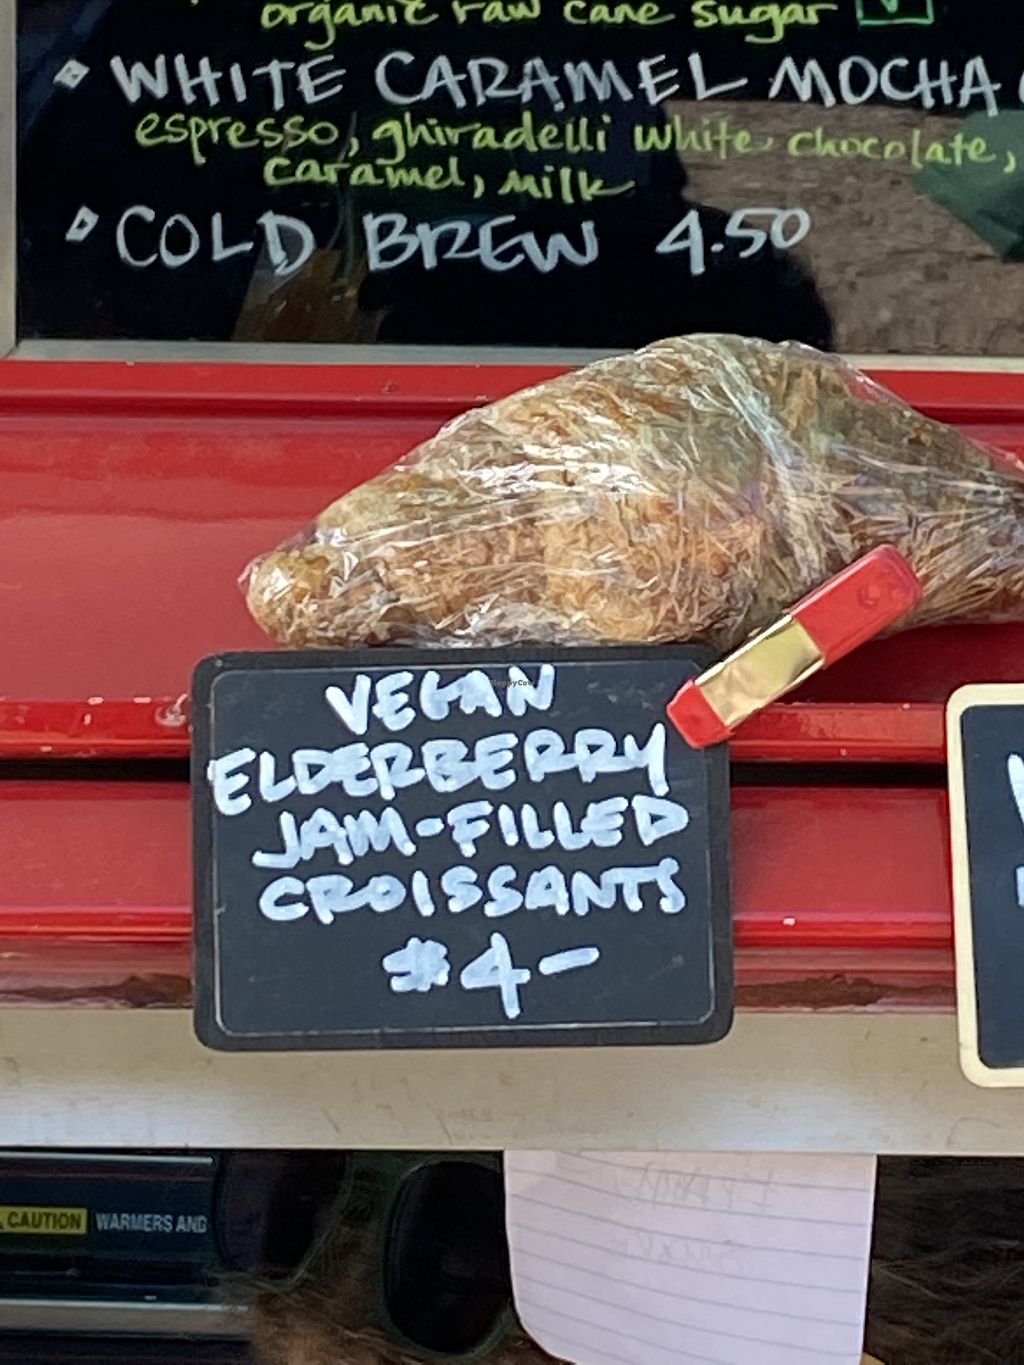 organic raw cane sugar
WHITE CARAMEL MOCHA
espresso, ghiradelli white chocolate,
caramel, milk
COLD BREW 4.50
HappyCow
VEGAN
ELDERBERRY
JAM-FILLED
CROISSANTS
$4-
CAUTION WARMERS AND